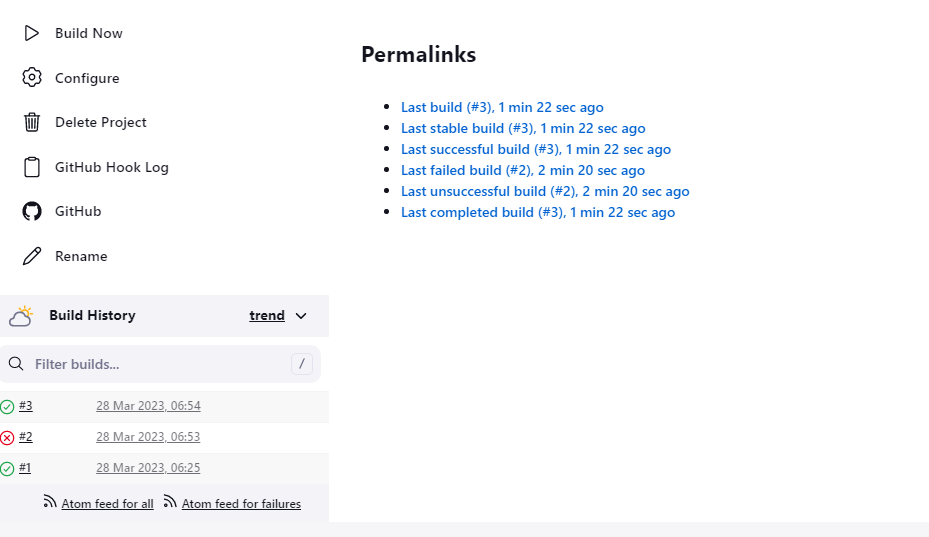 Build Now
Configure
Delete Project
GitHub Hook Log
GitHub
Rename
Build History trend
Filter builds... /
#3 28 Mar 2023, 06:54
#2 28 Mar 2023, 06:53
#1 28 Mar 2023, 06:25
Atom feed for all Atom feed for failures
Permalinks
Last build (#3), 1 min 22 sec ago
Last stable build (#3), 1 min 22 sec ago
Last successful build (#3), 1 min 22 sec ago
Last failed build (#2), 2 min 20 sec ago
Last unsuccessful build (#2), 2 min 20 sec ago
Last completed build (#3), 1 min 22 sec ago